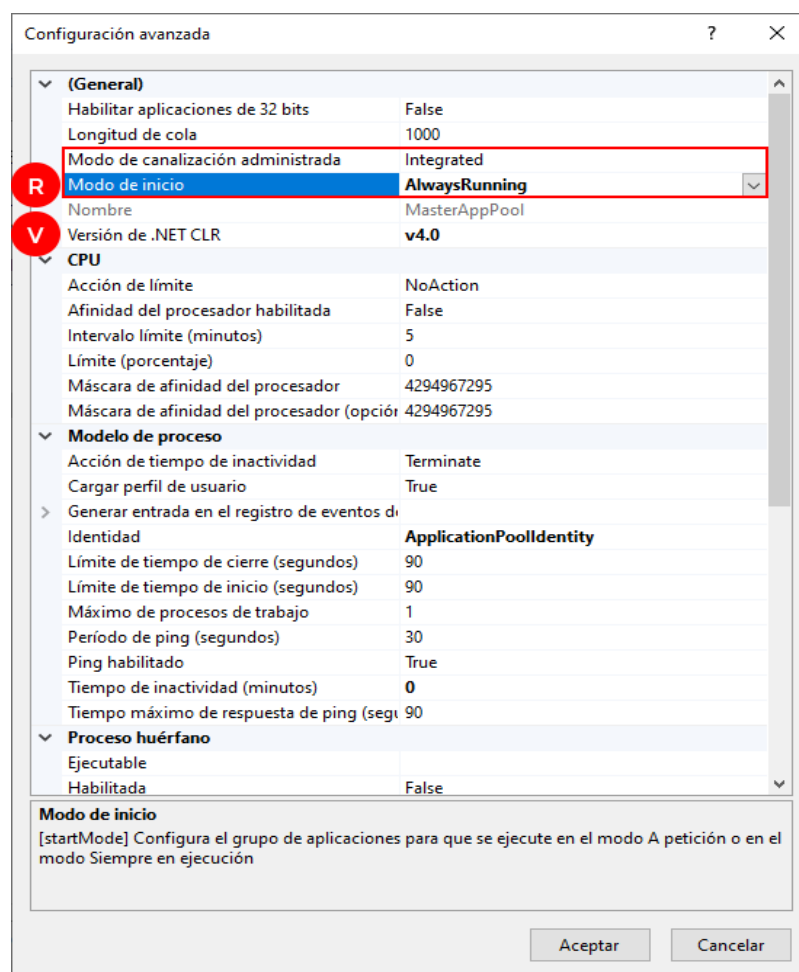 Configuración avanzada ?
(General)
Habilitar aplicaciones de 32 bits False
Longitud de cola 1000
Modo de canalización administrada Integrated
R Modo de inicio AlwaysRunning
Nombre MasterAppPool
V Versión de .NET CLR v4.0
CPU
Acción de límite NoAction
Afinidad del procesador habilitada False
Intervalo límite (minutos) 5
Límite (porcentaje) 0
Máscara de afinidad del procesador 4294967295
Máscara de afinidad del procesador (opción 4294967295
Modelo de proceso
Acción de tiempo de inactividad Terminate
Cargar perfil de usuario True
Generar entrada en el registro de eventos de
Identidad ApplicationPoolIdentity
Límite de tiempo de cierre (segundos) 90
Límite de tiempo de inicio (segundos) 90
Máximo de procesos de trabajo 1
Período de ping (segundos) 30
Ping habilitado True
Tiempo de inactividad (minutos) 0
Tiempo máximo de respuesta de ping (segu 90
Proceso huérfano
Ejecutable
Habilitada False
Modo de inicio
[startMode] Configura el grupo de aplicaciones para que se ejecute en el modo A petición o en el
modo Siempre en ejecución
Aceptar Cancelar